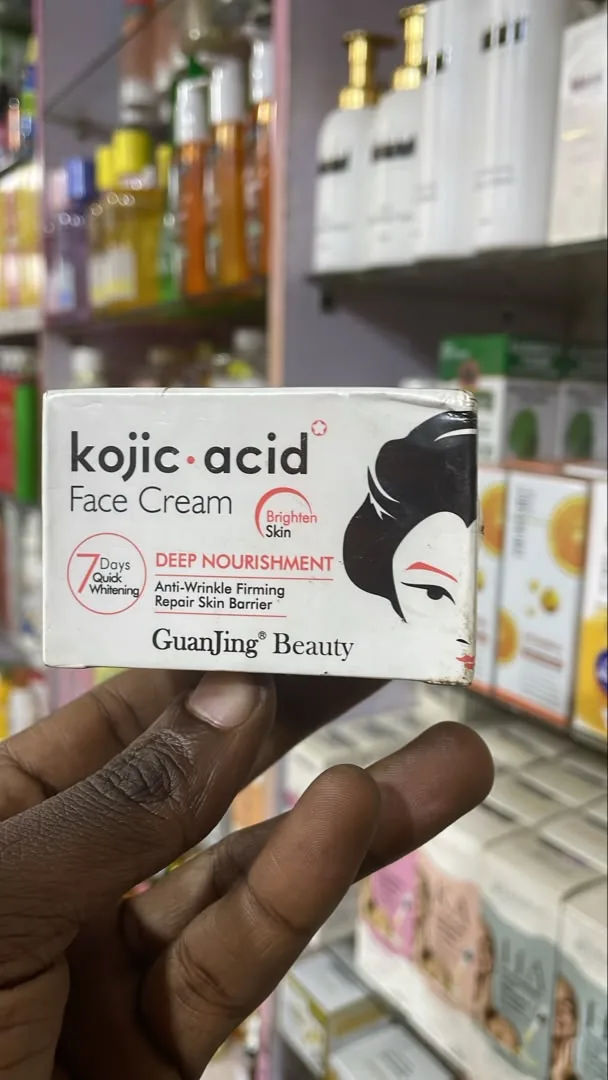 kojic·acid
Face Cream
Brighten
Skin
7 Days
Quick
Whitening
DEEP NOURISHMENT
Anti-Wrinkle Firming
Repair Skin Barrier
GuanJing® Beauty